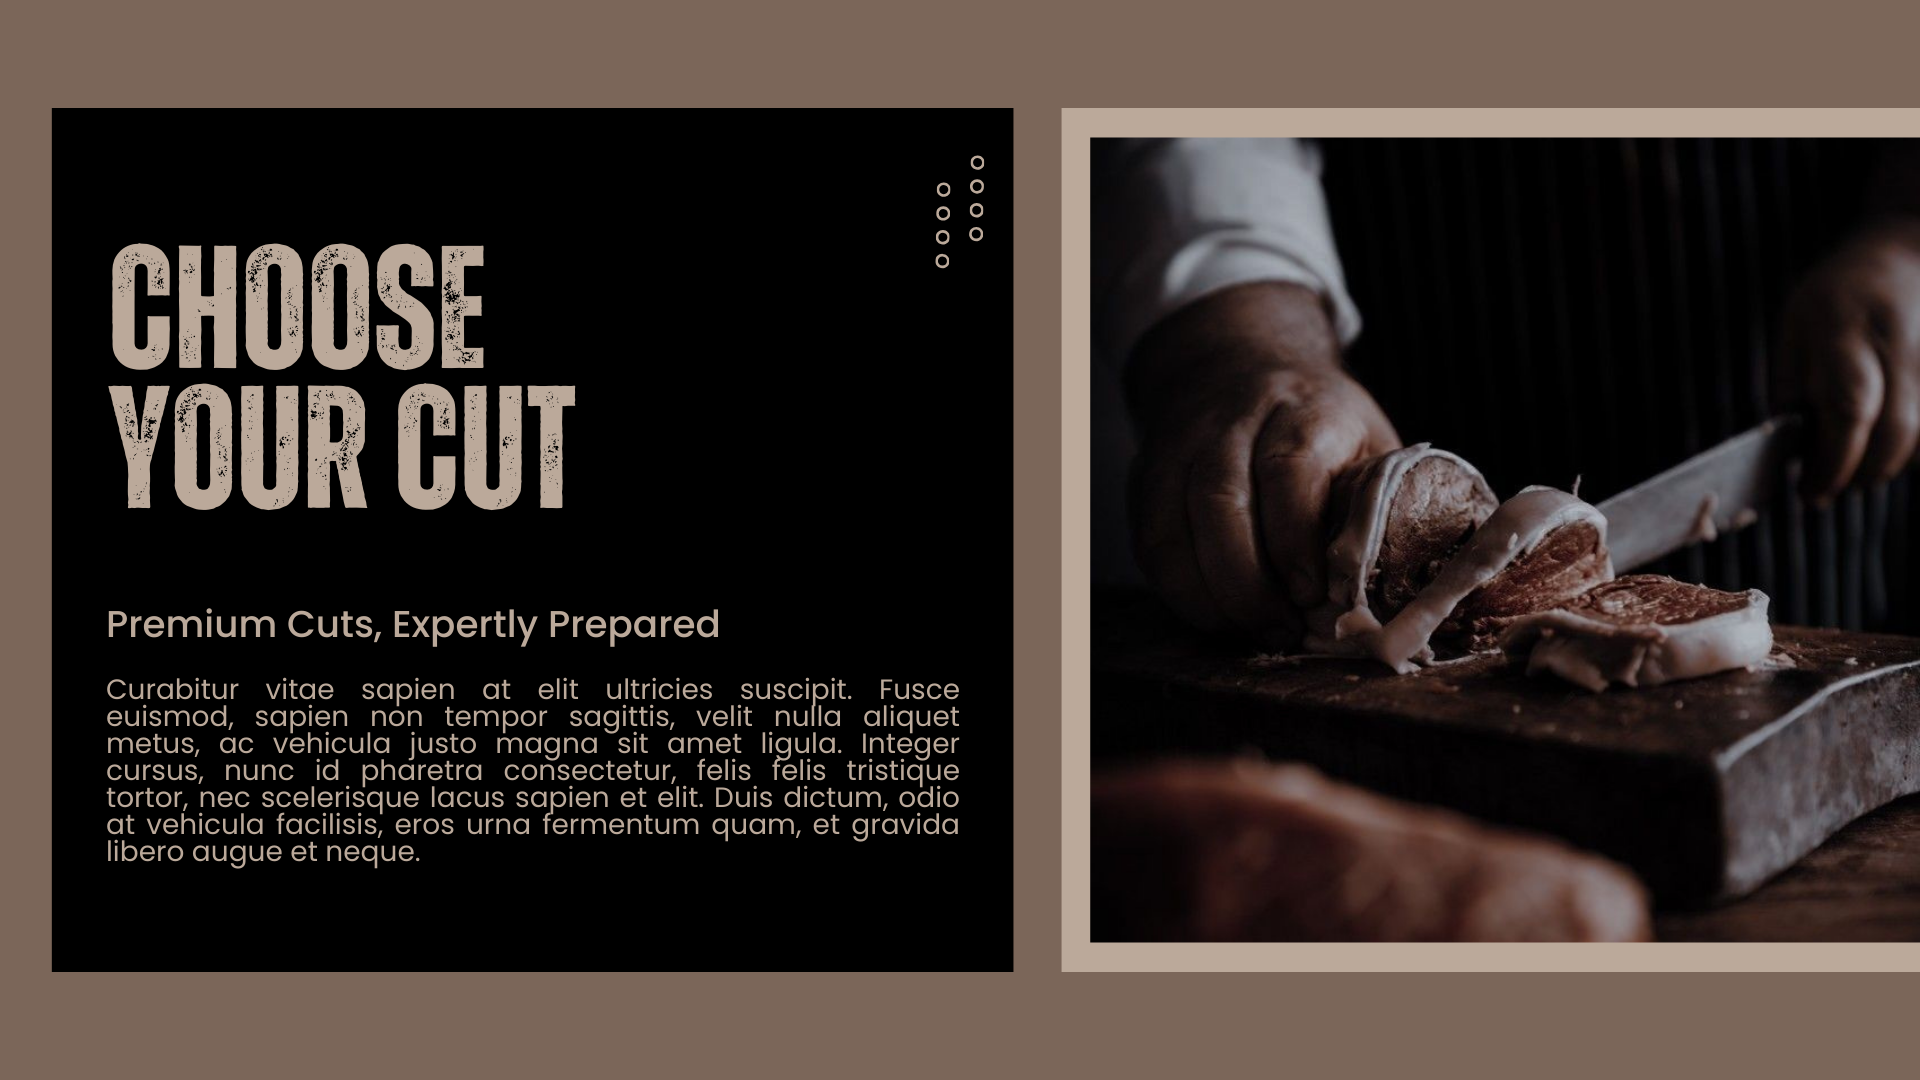 CHOOSE
YOUR CUT
Premium Cuts, Expertly Prepared
Curabitur vitae sapien at elit ultricies suscipit. Fusce
euismod, sapien non tempor sagittis, velit nulla aliquet
metus, ac vehicula justo magna sit amet ligula. Integer
cursus, nunc id pharetra consectetur, felis felis tristique
tortor, nec scelerisque lacus sapien et elit. Duis dictum, odio
at vehicula facilisis, eros urna fermentum quam, et gravida
libero augue et neque.